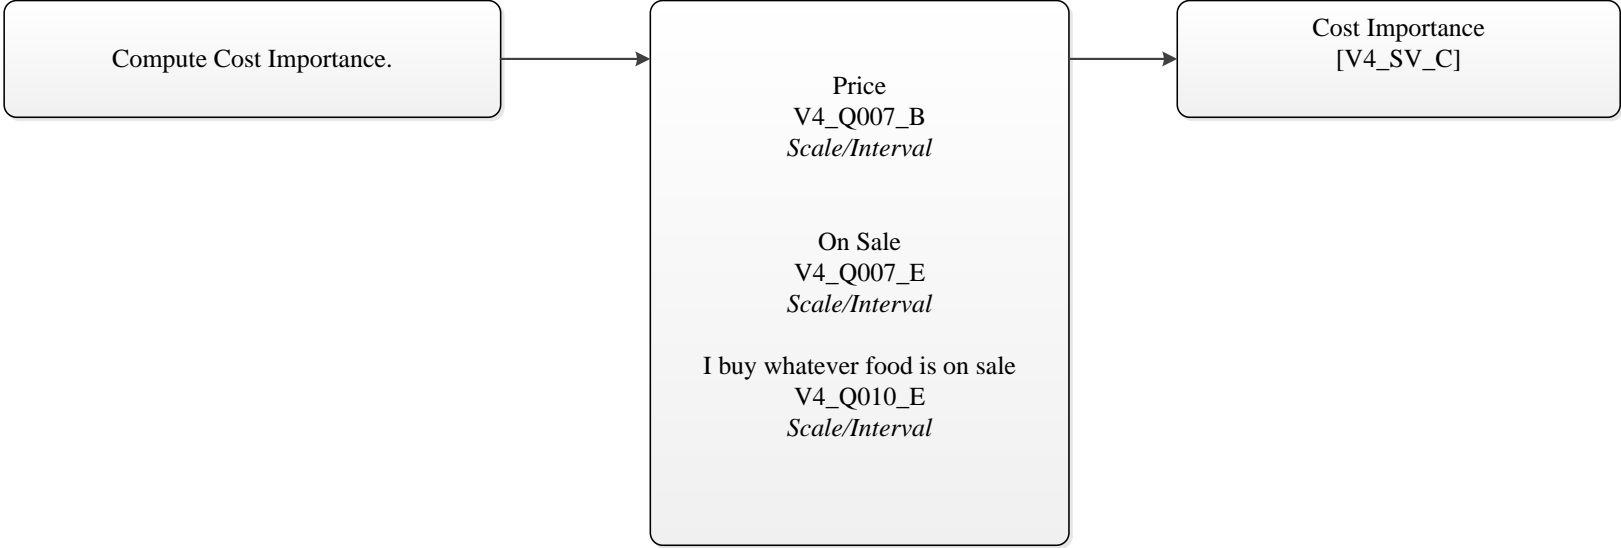 Compute Cost Importance.
Price
V4_Q007_B
Scale/Interval
On Sale
V4_Q007_E
Scale/Interval
I buy whatever food is on sale
V4_Q010_E
Scale/Interval
Cost Importance
[V4_SV_C]